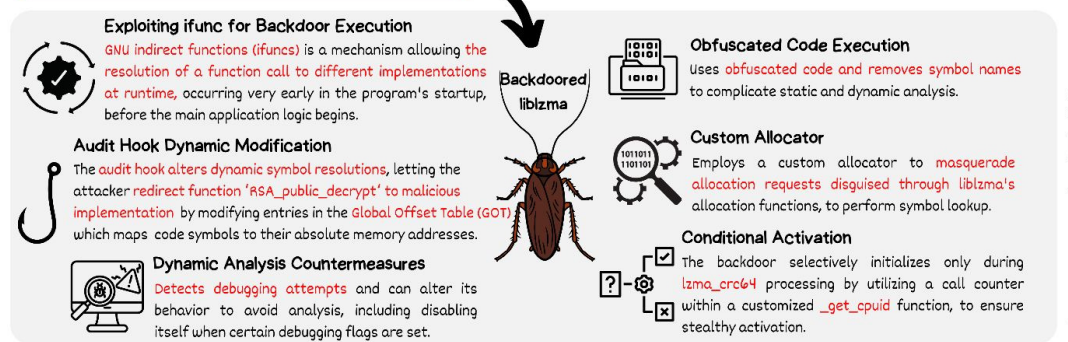 Exploiting ifunc for Backdoor Execution
GNU indirect functions (ifuncs) is a mechanism allowing the
resolution of a function call to different implementations
at runtime, occurring very early in the program's startup,
before the main application logic begins.
Audit Hook Dynamic Modification
The audit hook alters dynamic symbol resolutions, letting the
attacker redirect function 'RSA_public_decrypt' to malicious
implementation by modifying entries in the Global Offset Table (GOT)
which maps code symbols to their absolute memory addresses.
Dynamic Analysis Countermeasures
Detects debugging attempts and can alter its
behavior to avoid analysis, including disabling
itself when certain debugging flags are set.
Backdoored
liblzma
10101
10101
10101
Obfuscated Code Execution
Uses obfuscated code and removes symbol names
to complicate static and dynamic analysis.
1011011
1101101
Custom Allocator
Employs a custom allocator to masquerade
allocation requests disguised through liblzma's
allocation functions, to perform symbol lookup.
?
Conditional Activation
The backdoor selectively initializes only during
lzma_crc64 processing by utilizing a call counter
within a customized _get_cpuid function, to ensure
stealthy activation.